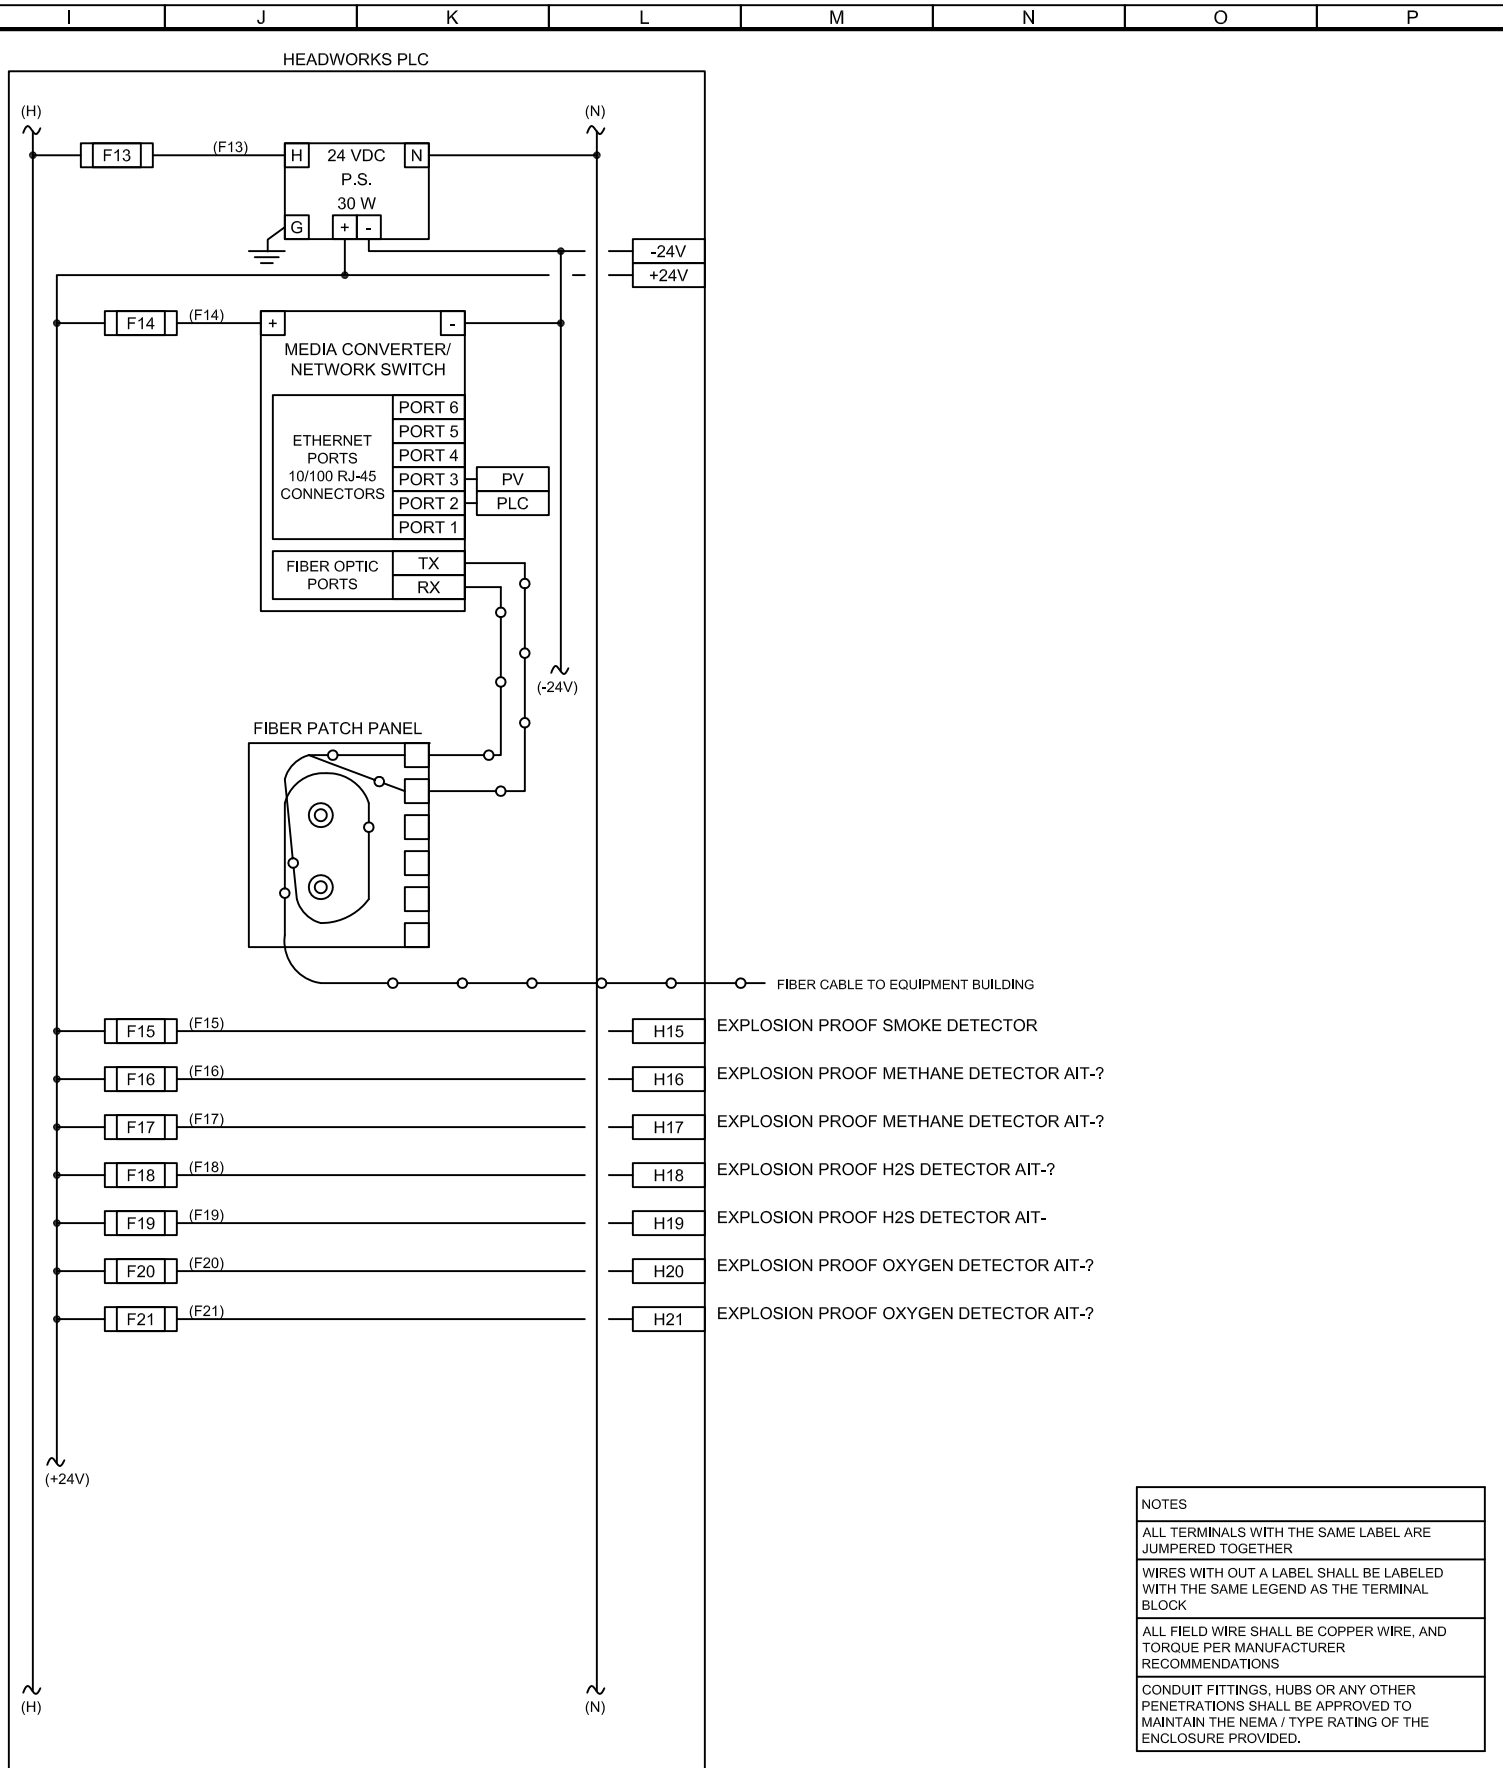 I J K L M N O P
HEADWORKS PLC
(H) (N)
F13 (F13) H 24 VDC N
P.S.
30 W
G + -
-24V
+24V
F14 (F14) + -
MEDIA CONVERTER/
NETWORK SWITCH
ETHERNET
PORTS
10/100 RJ-45
CONNECTORS
PORT 6
PORT 5
PORT 4
PORT 3 PV
PORT 2 PLC
PORT 1
FIBER OPTIC
PORTS
TX
RX
(-24V)
FIBER PATCH PANEL
FIBER CABLE TO EQUIPMENT BUILDING
F15 (F15) H15 EXPLOSION PROOF SMOKE DETECTOR
F16 (F16) H16 EXPLOSION PROOF METHANE DETECTOR AIT-?
F17 (F17) H17 EXPLOSION PROOF METHANE DETECTOR AIT-?
F18 (F18) H18 EXPLOSION PROOF H2S DETECTOR AIT-?
F19 (F19) H19 EXPLOSION PROOF H2S DETECTOR AIT-
F20 (F20) H20 EXPLOSION PROOF OXYGEN DETECTOR AIT-?
F21 (F21) H21 EXPLOSION PROOF OXYGEN DETECTOR AIT-?
(+24V)
(H) (N)
NOTES
ALL TERMINALS WITH THE SAME LABEL ARE
JUMPERED TOGETHER
WIRES WITH OUT A LABEL SHALL BE LABELED
WITH THE SAME LEGEND AS THE TERMINAL
BLOCK
ALL FIELD WIRE SHALL BE COPPER WIRE, AND
TORQUE PER MANUFACTURER
RECOMMENDATIONS
CONDUIT FITTINGS, HUBS OR ANY OTHER
PENETRATIONS SHALL BE APPROVED TO
MAINTAIN THE NEMA / TYPE RATING OF THE
ENCLOSURE PROVIDED.